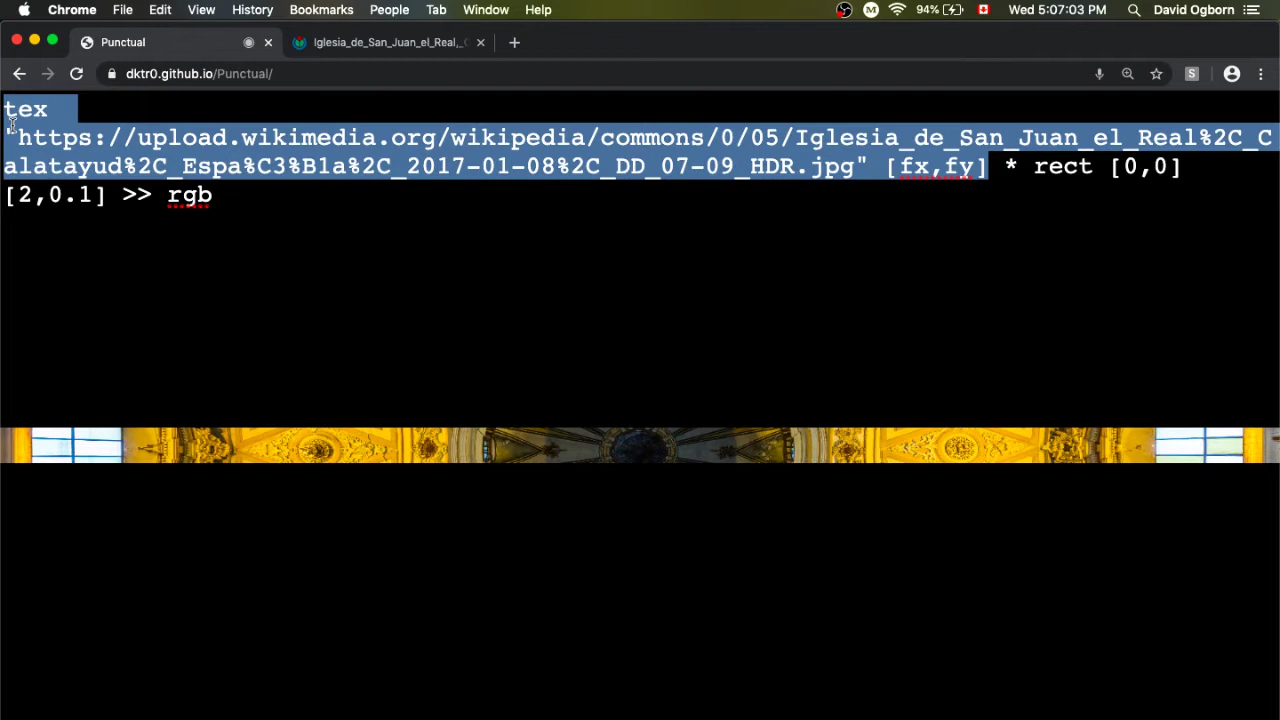 Chrome File Edit View History Bookmarks People Tab Window Help 94% Wed 5:07:03 PM David Ogborn
Punctual Iglesia_de_San_Juan_el_Real,_
dktr0.github.io/Punctual/
tex
"https://upload.wikimedia.org/wikipedia/commons/0/05/Iglesia_de_San_Juan_el_Real%2C_C
alatayud%2C_Espa%C3%B1a%2C_2017-01-08%2C_DD_07-09_HDR.jpg" [fx,fy] * rect [0,0]
[2,0.1] >> rgb